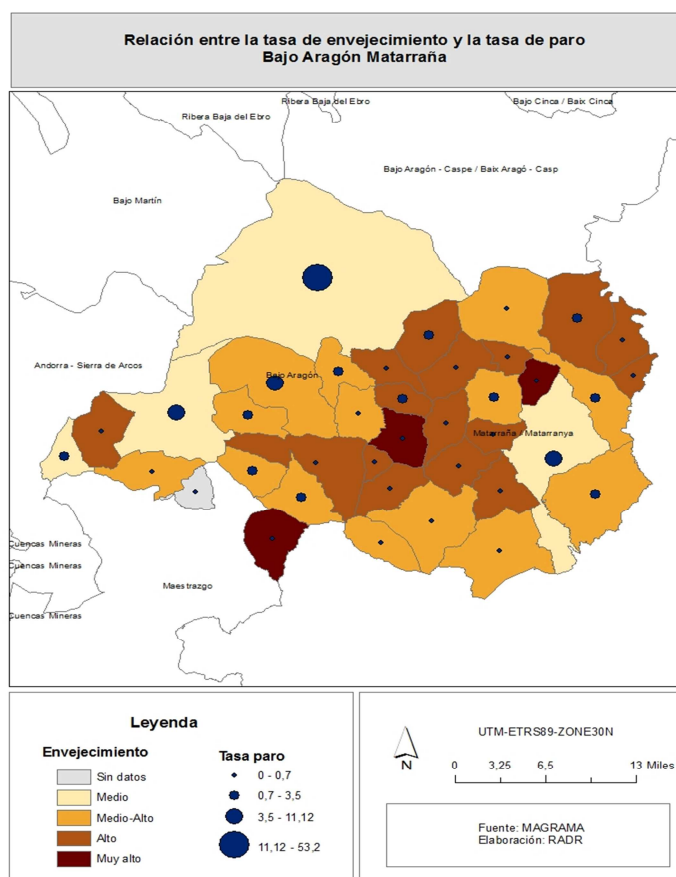 Relación entre la tasa de envejecimiento y la tasa de paro
Bajo Aragón Matarraña
Ribera Baja del Ebro
Bajo Cinca / Baix Cinca
Ribera Baja del Ebro
Bajo Aragón - Caspe / Baix Aragó - Casp
Bajo Martín
Andorra - Sierra de Arcos
Bajo Aragón
Matarraña / Matarranya
Cuencas Mineras
Cuencas Mineras
Maestrazgo
Cuencas Mineras
Leyenda
Envejecimiento
Sin datos
Medio
Medio-Alto
Alto
Muy alto
Tasa paro
0 - 0,7
0,7 - 3,5
3,5 - 11,12
11,12 - 53,2
N
UTM-ETRS89-ZONE30N
0 3,25 6,5 13 Miles
Fuente: MAGRAMA
Elaboración: RADR